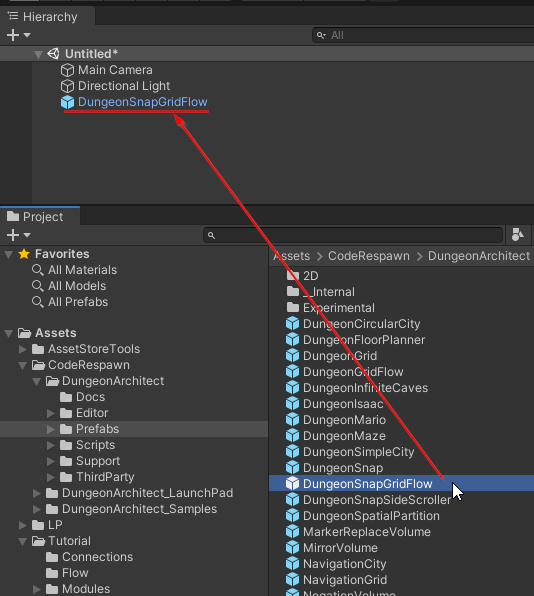 Hierarchy
All
Untitled*
Main Camera
Directional Light
DungeonSnapGridFlow
Project
Favorites
All Materials
All Models
All Prefabs
Assets
AssetStoreTools
CodeRespawn
DungeonArchitect
Docs
Editor
Prefabs
Scripts
Support
ThirdParty
DungeonArchitect_LaunchPad
DungeonArchitect_Samples
LP
Tutorial
Connections
Flow
Modules
Assets > CodeRespawn > DungeonArchitect
2D
_Internal
Experimental
DungeonCircularCity
DungeonFloorPlanner
DungeonGrid
DungeonGridFlow
DungeonInfiniteCaves
DungeonIsaac
DungeonMario
DungeonMaze
DungeonSimpleCity
DungeonSnap
DungeonSnapGridFlow
DungeonSnapSideScroller
DungeonSpatialPartition
MarkerReplaceVolume
MirrorVolume
NavigationCity
NavigationGrid
NegationVolume